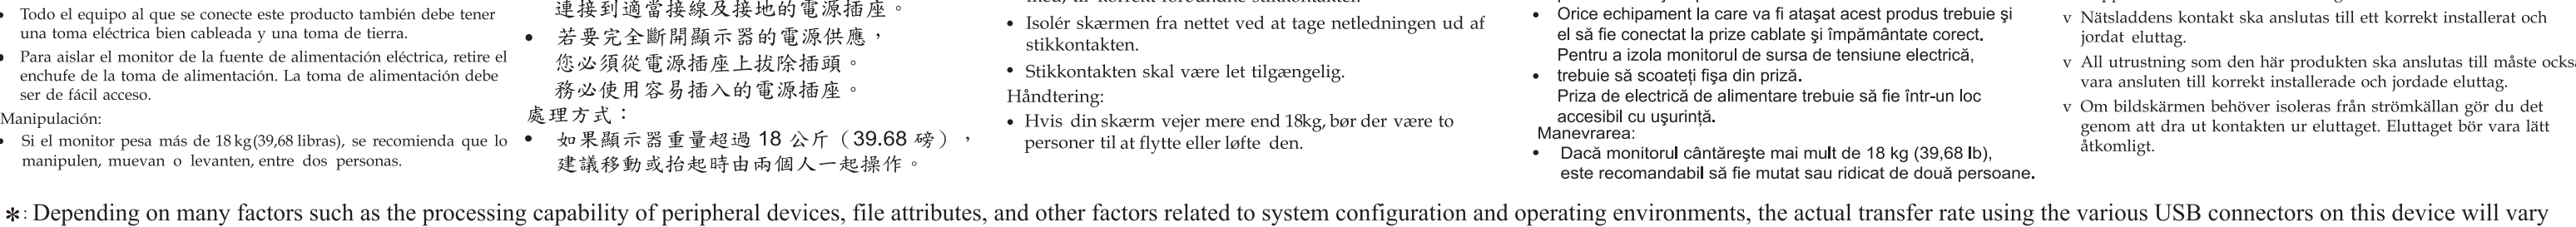 • Todo el equipo al que se conecte este producto también debe tener
una toma eléctrica bien cableada y una toma de tierra.
• Para aislar el monitor de la fuente de alimentación eléctrica, retire el
enchufe de la toma de alimentación. La toma de alimentación debe
ser de fácil acceso.
Manipulación:
• Si el monitor pesa más de 18 kg(39,68 libras), se recomienda que lo
manipulen, muevan o levanten, entre dos personas.
連接到適當接線及接地的電源插座。
• 若要完全斷開顯示器的電源供應，
您必須從電源插座上拔除插頭。
務必使用容易插入的電源插座。
處理方式：
• 如果顯示器重量超過 18 公斤（39.68 磅），
建議移動或抬起時由兩個人一起操作。
• Isolér skærmen fra nettet ved at tage netledningen ud af
stikkontakten.
• Stikkontakten skal være let tilgængelig.
Håndtering:
• Hvis din skærm vejer mere end 18kg, bør der være to
personer til at flytte eller løfte den.
• Orice echipament la care va fi ataşat acest produs trebuie şi
el să fie conectat la prize cablate şi împământate corect.
Pentru a izola monitorul de sursa de tensiune electrică,
• trebuie să scoateţi fişa din priză.
Priza de electrică de alimentare trebuie să fie într-un loc
accesibil cu uşurinţă.
Manevrarea:
• Dacă monitorul cântăreşte mai mult de 18 kg (39,68 lb),
este recomandabil să fie mutat sau ridicat de două persoane.
v Nätsladdens kontakt ska anslutas till ett korrekt installerat och
jordat eluttag.
v All utrustning som den här produkten ska anslutas till måste också
vara ansluten till korrekt installerade och jordade eluttag.
v Om bildskärmen behöver isoleras från strömkällan gör du det
genom att dra ut kontakten ur eluttaget. Eluttaget bör vara lätt
åtkomligt.
*: Depending on many factors such as the processing capability of peripheral devices, file attributes, and other factors related to system configuration and operating environments, the actual transfer rate using the various USB connectors on this device will vary